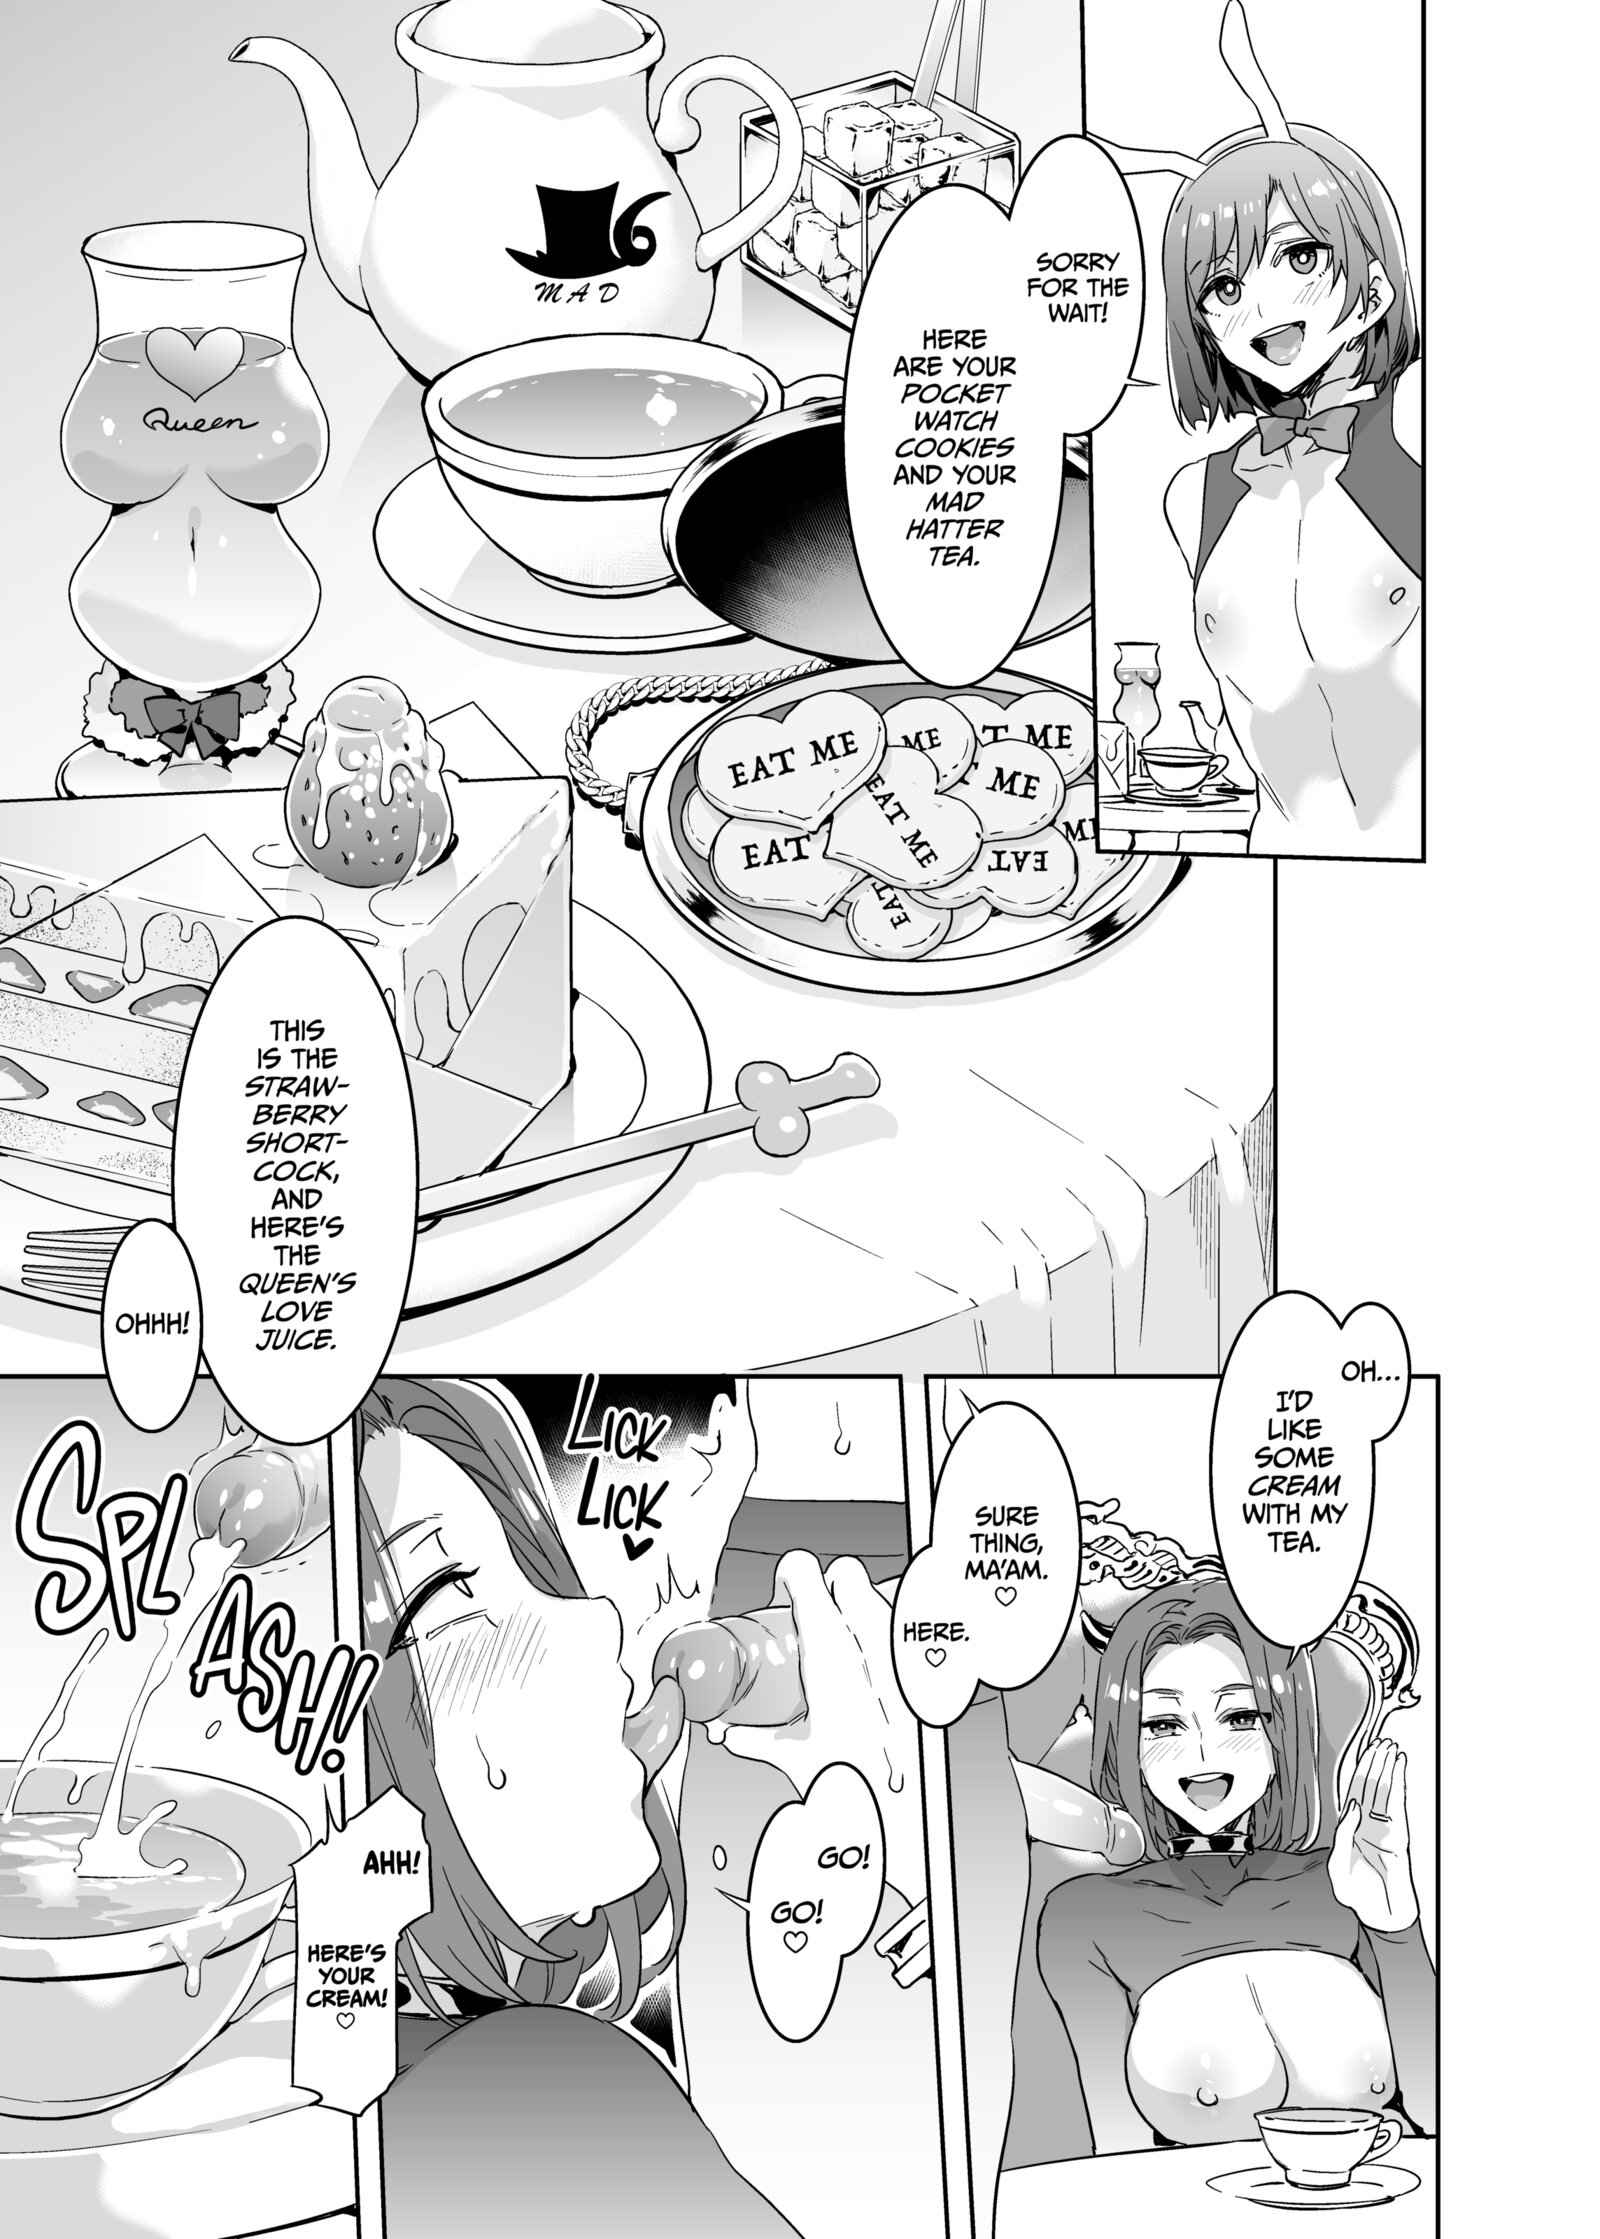 SORRY
FOR THE
WAIT!
HERE
ARE YOUR
POCKET
WATCH
COOKIES
AND YOUR
MAD
HATTER
TEA.
MAD
Queen
EAT ME
ME
EAT ME
EAT ME
EAT
EAT
EAT
THIS
IS THE
STRAW-
BERRY
SHORT-
COCK,
AND
HERE'S
THE
QUEEN'S
LOVE
JUICE.
OHHH!
OH...
I'D
LIKE
SOME
CREAM
WITH MY
TEA.
SURE
THING,
MA'AM.
♡
HERE.
♡
LICK
LICK
♥
GO!
GO!
♡
SPL
ASH!!
AHH!
HERE'S
YOUR
CREAM!
♡